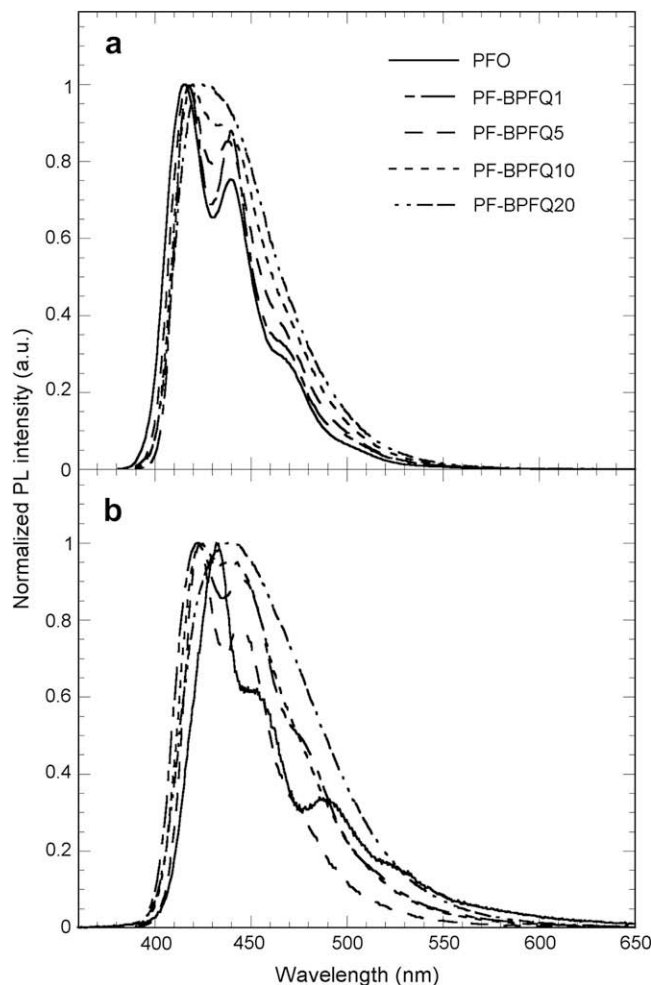 a
PFO
PF-BPFQ1
PF-BPFQ5
PF-BPFQ10
PF-BPFQ20
1
0.8
0.6
0.4
0.2
0
Normalized PL intensity (a.u.)
b
1
0.8
0.6
0.4
0.2
0
400 450 500 550 600 650
Wavelength (nm)